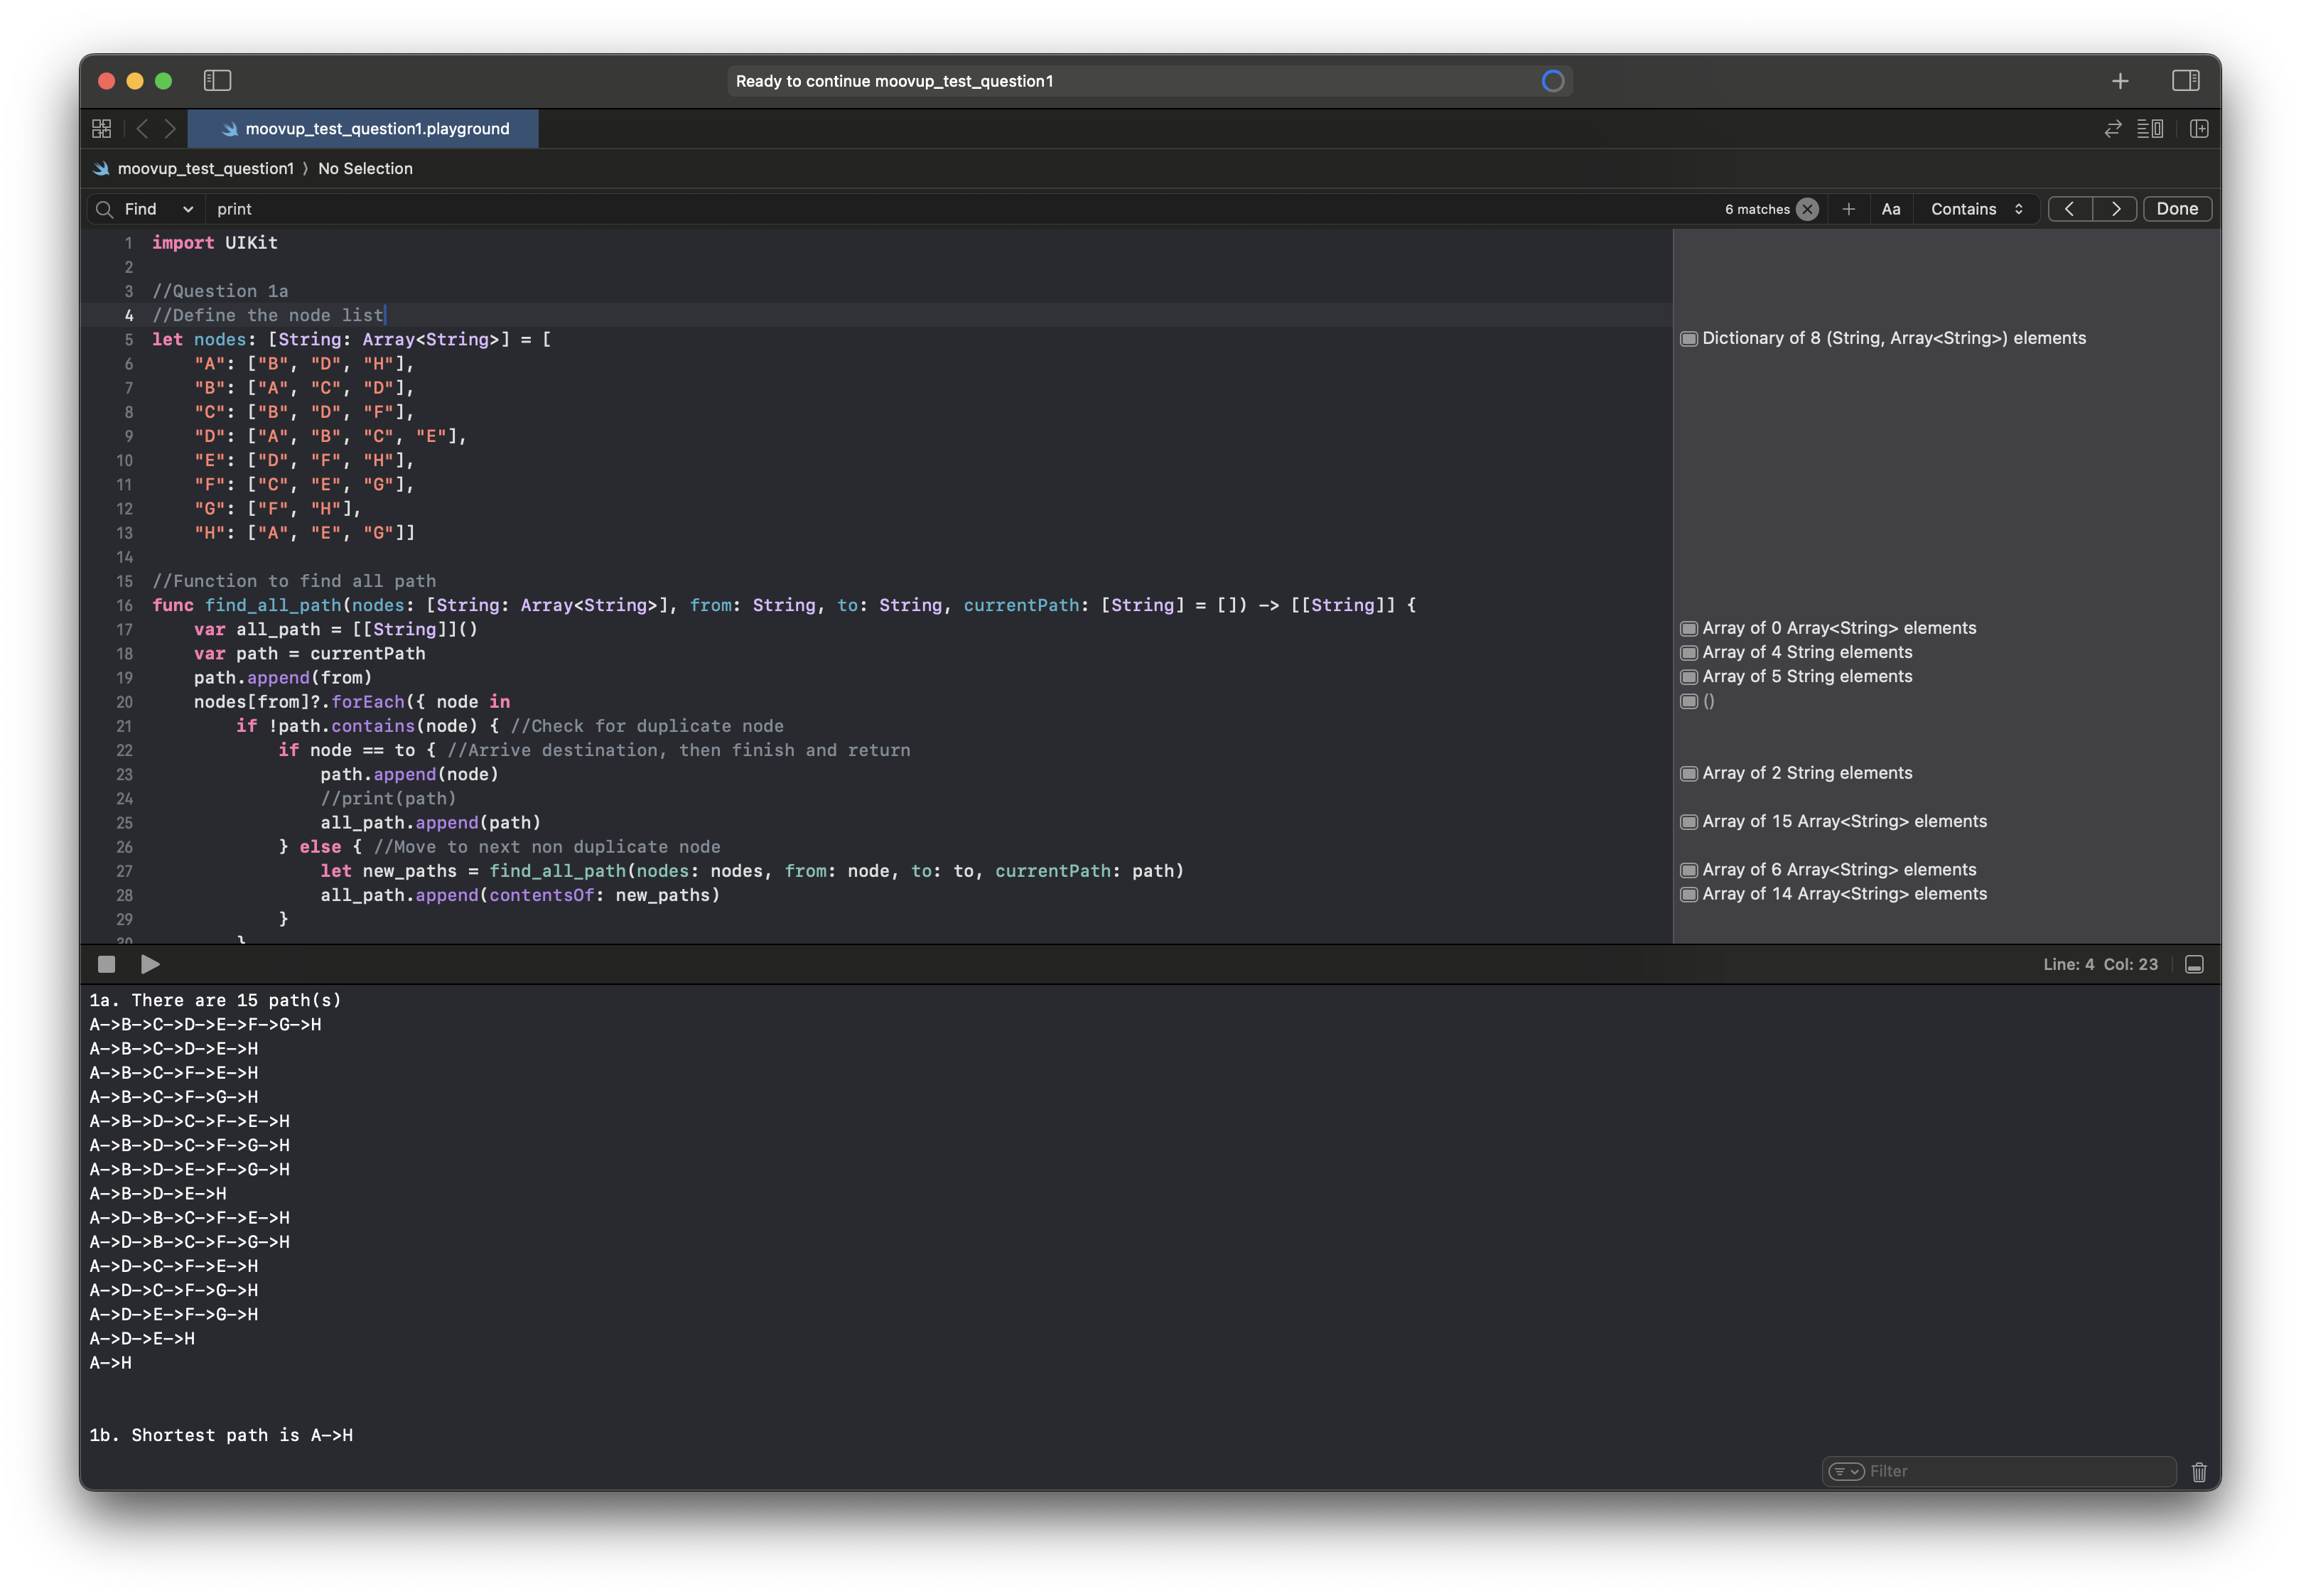 Ready to continue moovup_test_question1
moovup_test_question1.playground
moovup_test_question1 ⟩ No Selection
Find print 6 matches Aa Contains Done
1 import UIKit
2
3 //Question 1a
4 //Define the node list
5 let nodes: [String: Array<String>] = [ Dictionary of 8 (String, Array<String>) elements
6 "A": ["B", "D", "H"],
7 "B": ["A", "C", "D"],
8 "C": ["B", "D", "F"],
9 "D": ["A", "B", "C", "E"],
10 "E": ["D", "F", "H"],
11 "F": ["C", "E", "G"],
12 "G": ["F", "H"],
13 "H": ["A", "E", "G"]]
14
15 //Function to find all path
16 func find_all_path(nodes: [String: Array<String>], from: String, to: String, currentPath: [String] = []) -> [[String]] {
17 var all_path = [[String]]() Array of 0 Array<String> elements
18 var path = currentPath Array of 4 String elements
19 path.append(from) Array of 5 String elements
20 nodes[from]?.forEach({ node in ()
21 if !path.contains(node) { //Check for duplicate node
22 if node == to { //Arrive destination, then finish and return
23 path.append(node) Array of 2 String elements
24 //print(path)
25 all_path.append(path) Array of 15 Array<String> elements
26 } else { //Move to next non duplicate node
27 let new_paths = find_all_path(nodes: nodes, from: node, to: to, currentPath: path) Array of 6 Array<String> elements
28 all_path.append(contentsOf: new_paths) Array of 14 Array<String> elements
29 }
30 }
Line: 4 Col: 23
1a. There are 15 path(s)
A->B->C->D->E->F->G->H
A->B->C->D->E->H
A->B->C->F->E->H
A->B->C->F->G->H
A->B->D->C->F->E->H
A->B->D->C->F->G->H
A->B->D->E->F->G->H
A->B->D->E->H
A->D->B->C->F->E->H
A->D->B->C->F->G->H
A->D->C->F->E->H
A->D->C->F->G->H
A->D->E->F->G->H
A->D->E->H
A->H
1b. Shortest path is A->H
Filter